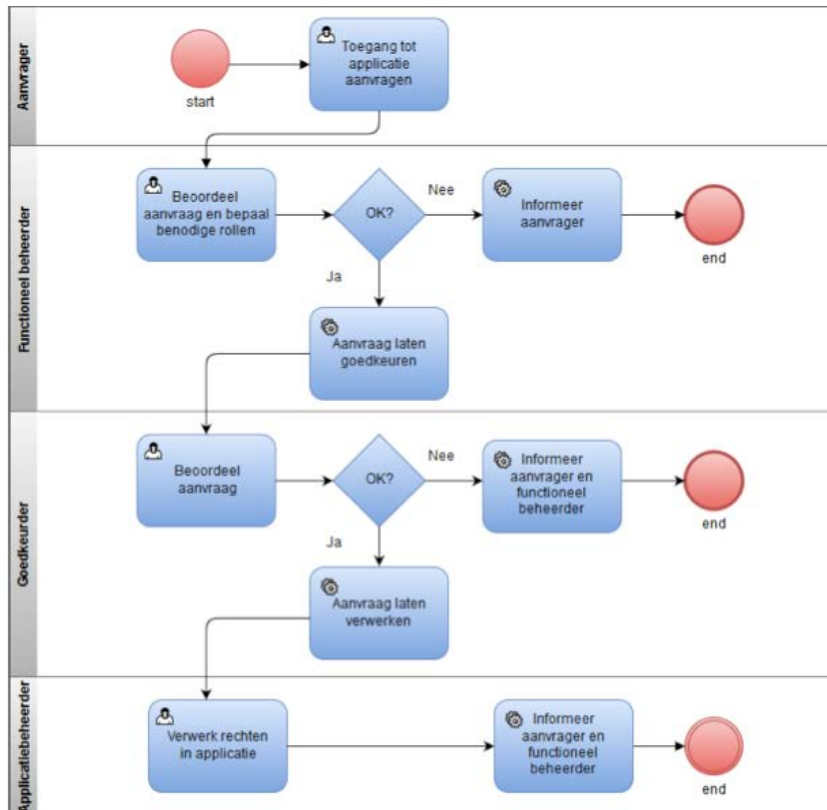 Aanvrager
start
Toegang tot
applicatie
aanvragen
Functioneel beheerder
Beoordeel
aanvraag en bepaal
benodige rollen
OK?
Nee
Informeer
aanvrager
end
Ja
Aanvraag laten
goedkeuren
Goedkeurder
Beoordeel
aanvraag
OK?
Nee
Informeer
aanvrager en
functioneel
beheerder
end
Ja
Aanvraag laten
verwerken
Applicatiebeheerder
Verwerk rechten
in applicatie
Informeer
aanvrager en
functioneel
beheerder
end